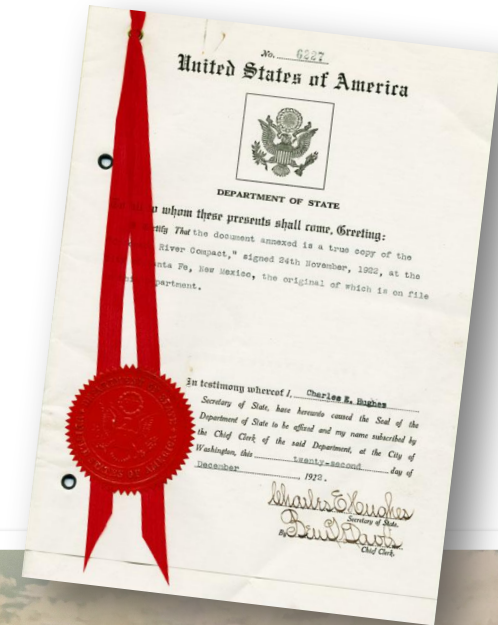 No. 6227
United States of America
DEPARTMENT OF STATE
to whom these presents shall come, Greeting:
tify That the document annexed is a true copy of the
River Compact," signed 24th November, 1922, at the
anta Fe, New Mexico, the original of which is on file
partment.
In testimony whereof I, Charles E. Hughes
Secretary of State, have hereunto caused the Seal of the
Department of State to be affixed and my name subscribed by
the Chief Clerk of the said Department, at the City of
Washington, this twenty-second day of
December, 1922.
Charles E Hughes
Secretary of State.
By
Chief Clerk.